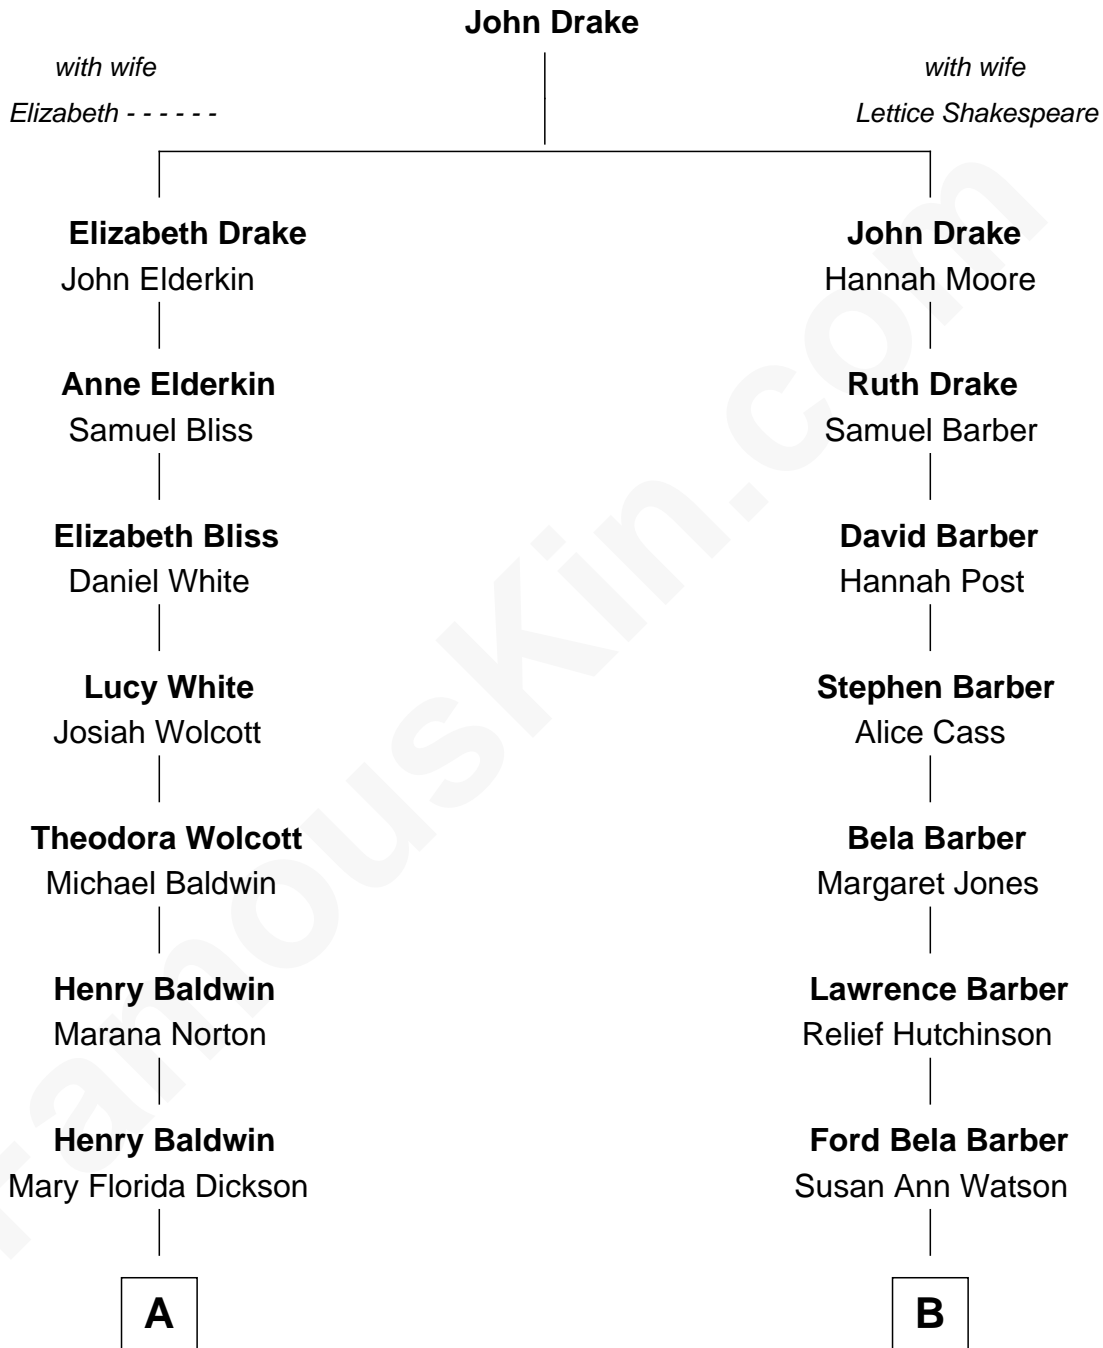 John Drake
with wife
Elizabeth - - - - - -
with wife
Lettice Shakespeare
Elizabeth Drake
John Elderkin
John Drake
Hannah Moore
Anne Elderkin
Samuel Bliss
Ruth Drake
Samuel Barber
Elizabeth Bliss
Daniel White
David Barber
Hannah Post
Lucy White
Josiah Wolcott
Stephen Barber
Alice Cass
Theodora Wolcott
Michael Baldwin
Bela Barber
Margaret Jones
Henry Baldwin
Marana Norton
Lawrence Barber
Relief Hutchinson
Henry Baldwin
Mary Florida Dickson
Ford Bela Barber
Susan Ann Watson
A
B
famouskin.com